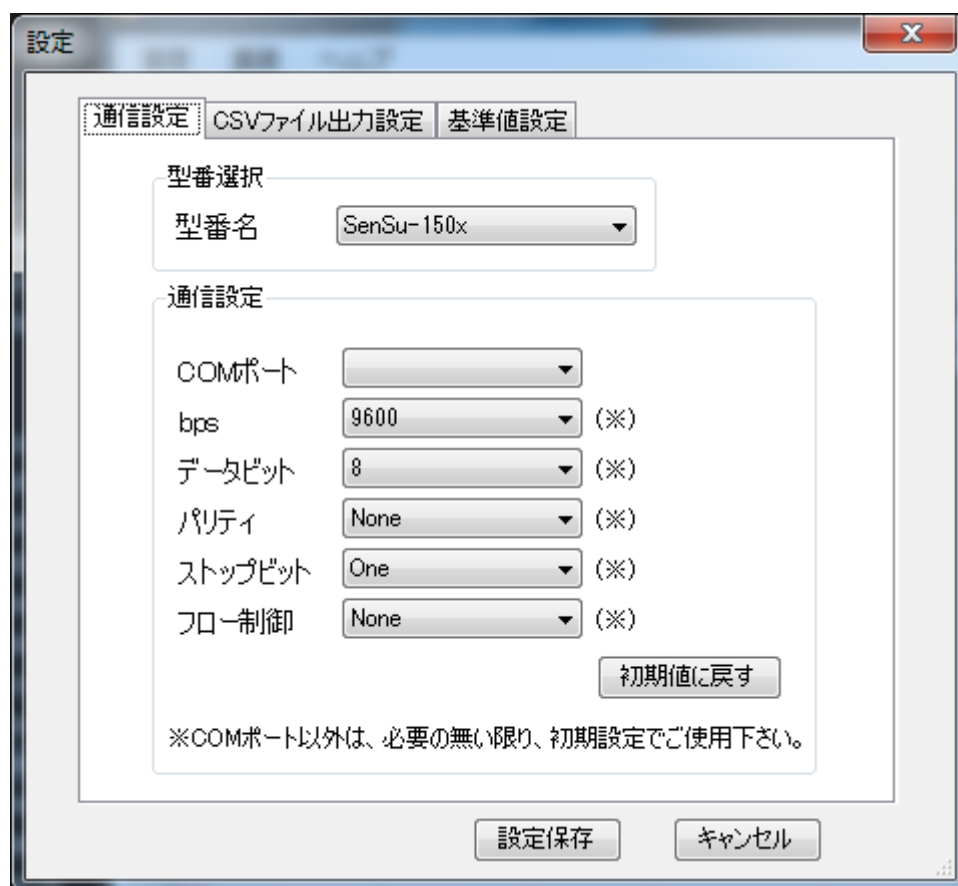 設定
通信設定 CSVファイル出力設定 基準値設定
型番選択
型番名 SenSu-150x
通信設定
COMポート
bps 9600 (※)
データビット 8 (※)
パリティ None (※)
ストップビット One (※)
フロー制御 None (※)
初期値に戻す
※COMポート以外は、必要の無い限り、初期設定でご使用下さい。
設定保存 キャンセル